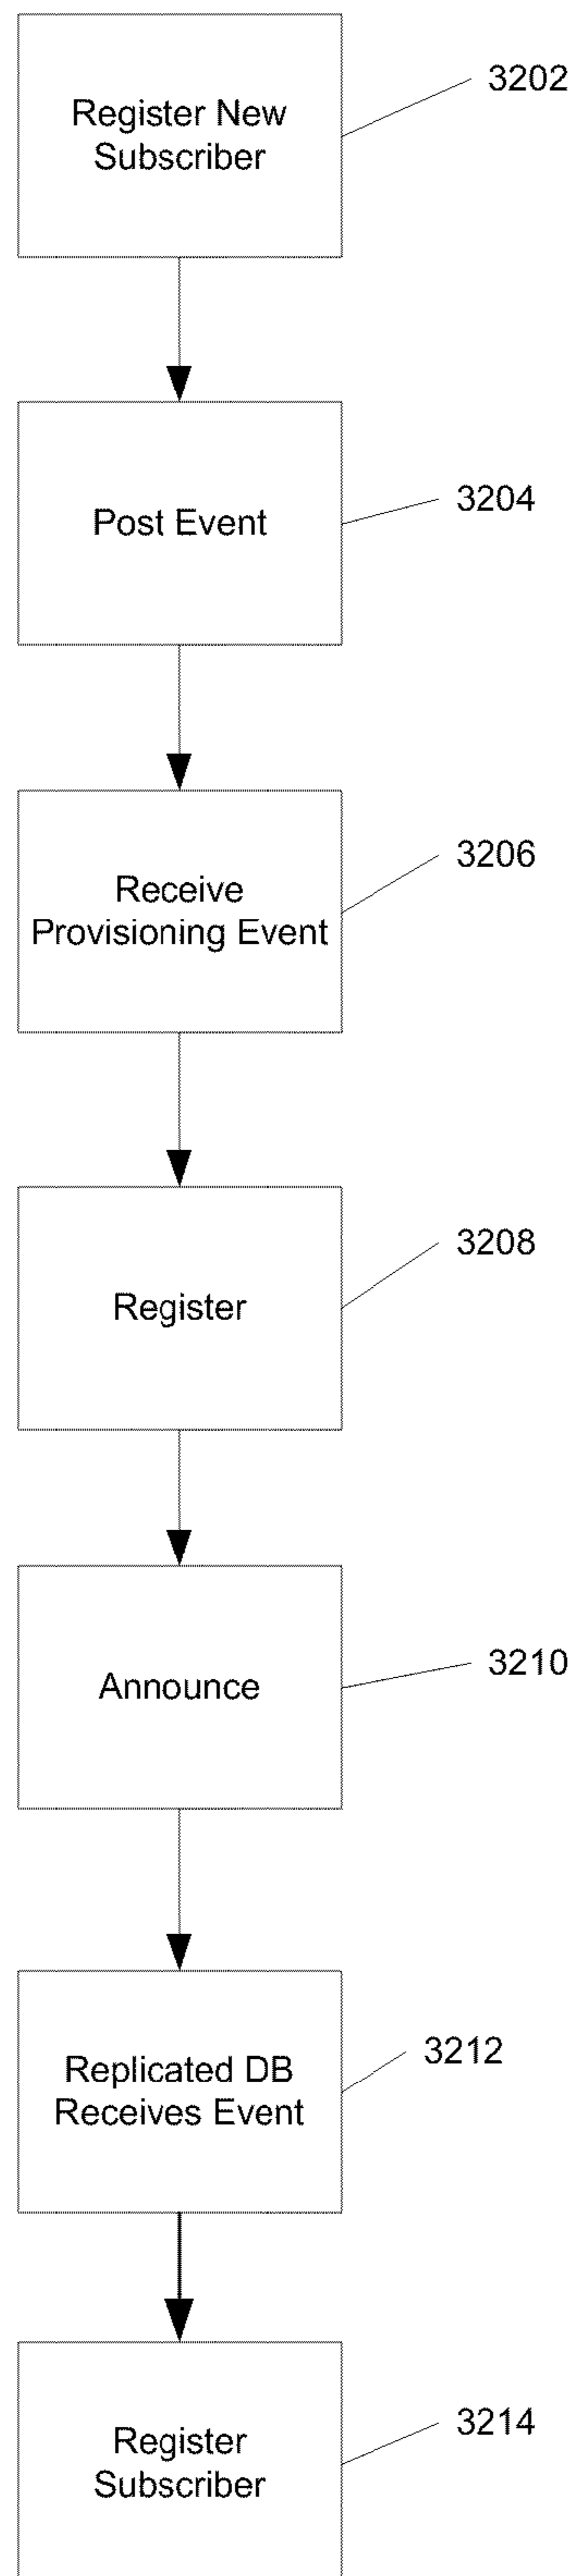 Register New
Subscriber
3202
Post Event
3204
Receive
Provisioning Event
3206
Register
3208
Announce
3210
Replicated DB
Receives Event
3212
Register
Subscriber
3214